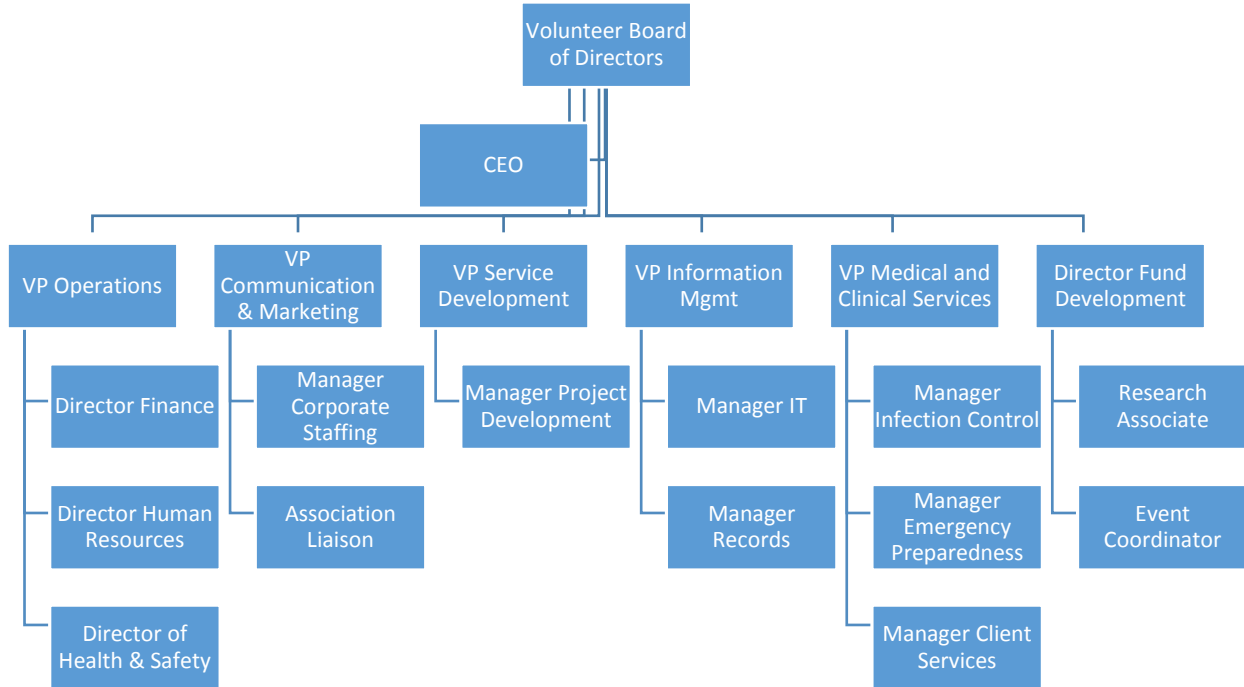 Volunteer Board
of Directors
CEO
VP Operations
VP
Communication
& Marketing
VP Service
Development
VP Information
Mgmt
VP Medical and
Clinical Services
Director Fund
Development
Director Finance
Manager
Corporate
Staffing
Manager Project
Development
Manager IT
Manager
Infection Control
Research
Associate
Director Human
Resources
Association
Liaison
Manager
Records
Manager
Emergency
Preparedness
Event
Coordinator
Director of
Health & Safety
Manager Client
Services